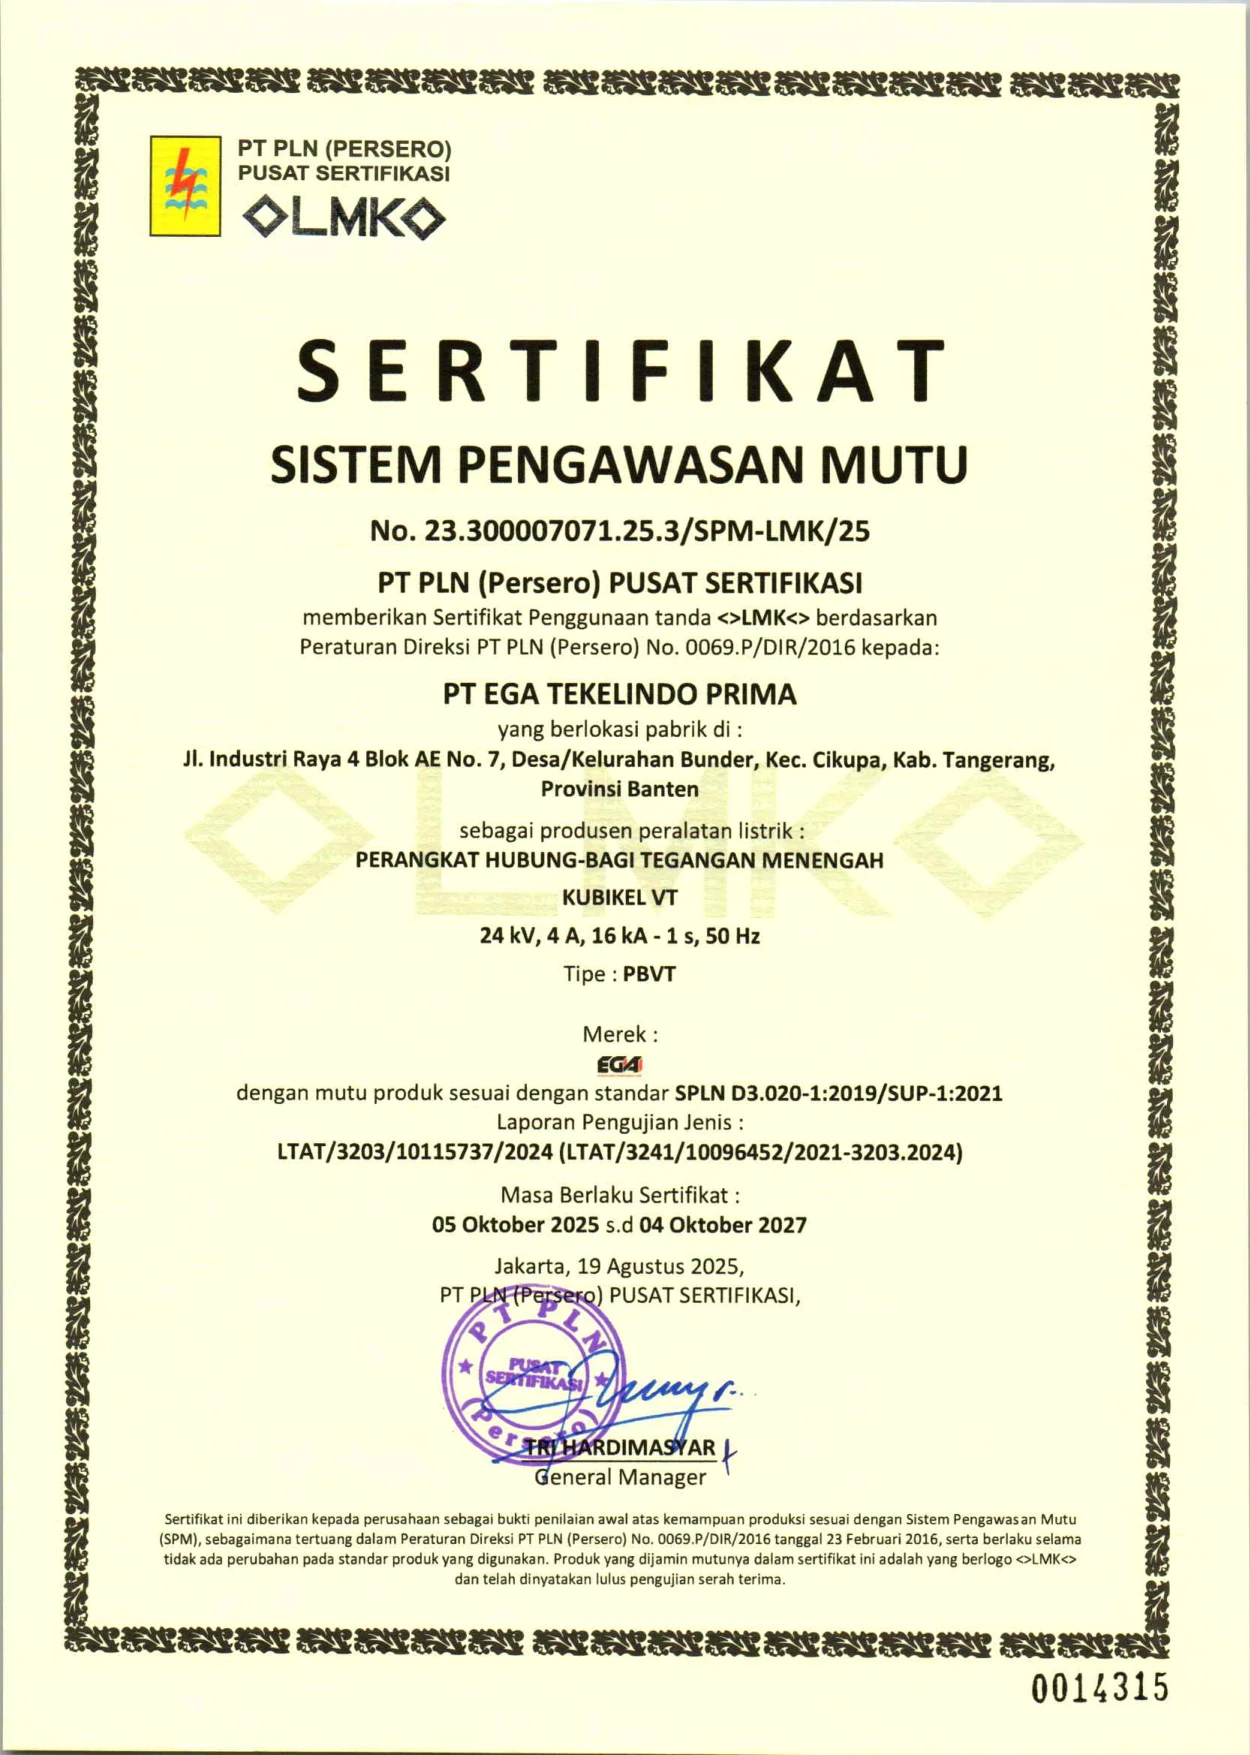 PT PLN (PERSERO)
PUSAT SERTIFIKASI
<>LMK<>
SERTIFIKAT
SISTEM PENGAWASAN MUTU
No. 23.300007071.25.3/SPM-LMK/25
PT PLN (Persero) PUSAT SERTIFIKASI
memberikan Sertifikat Penggunaan tanda <>LMK<> berdasarkan
Peraturan Direksi PT PLN (Persero) No. 0069.P/DIR/2016 kepada:
PT EGA TEKELINDO PRIMA
yang berlokasi pabrik di :
Jl. Industri Raya 4 Blok AE No. 7, Desa/Kelurahan Bunder, Kec. Cikupa, Kab. Tangerang,
Provinsi Banten
sebagai produsen peralatan listrik :
PERANGKAT HUBUNG-BAGI TEGANGAN MENENGAH
KUBIKEL VT
24 kV, 4 A, 16 kA - 1 s, 50 Hz
Tipe : PBVT
Merek :
EGA
dengan mutu produk sesuai dengan standar SPLN D3.020-1:2019/SUP-1:2021
Laporan Pengujian Jenis :
LTAT/3203/10115737/2024 (LTAT/3241/10096452/2021-3203.2024)
Masa Berlaku Sertifikat :
05 Oktober 2025 s.d 04 Oktober 2027
Jakarta, 19 Agustus 2025,
PT PLN (Persero) PUSAT SERTIFIKASI,
PT PLN
PUSAT
SERTIFIKASI
(Persero)
TRI HARDIMASYAR
General Manager
Sertifikat ini diberikan kepada perusahaan sebagai bukti penilaian awal atas kemampuan produksi sesuai dengan Sistem Pengawasan Mutu
(SPM), sebagaimana tertuang dalam Peraturan Direksi PT PLN (Persero) No. 0069.P/DIR/2016 tanggal 23 Februari 2016, serta berlaku selama
tidak ada perubahan pada standar produk yang digunakan. Produk yang dijamin mutunya dalam sertifikat ini adalah yang berlogo <>LMK<>
dan telah dinyatakan lulus pengujian serah terima.
0014315